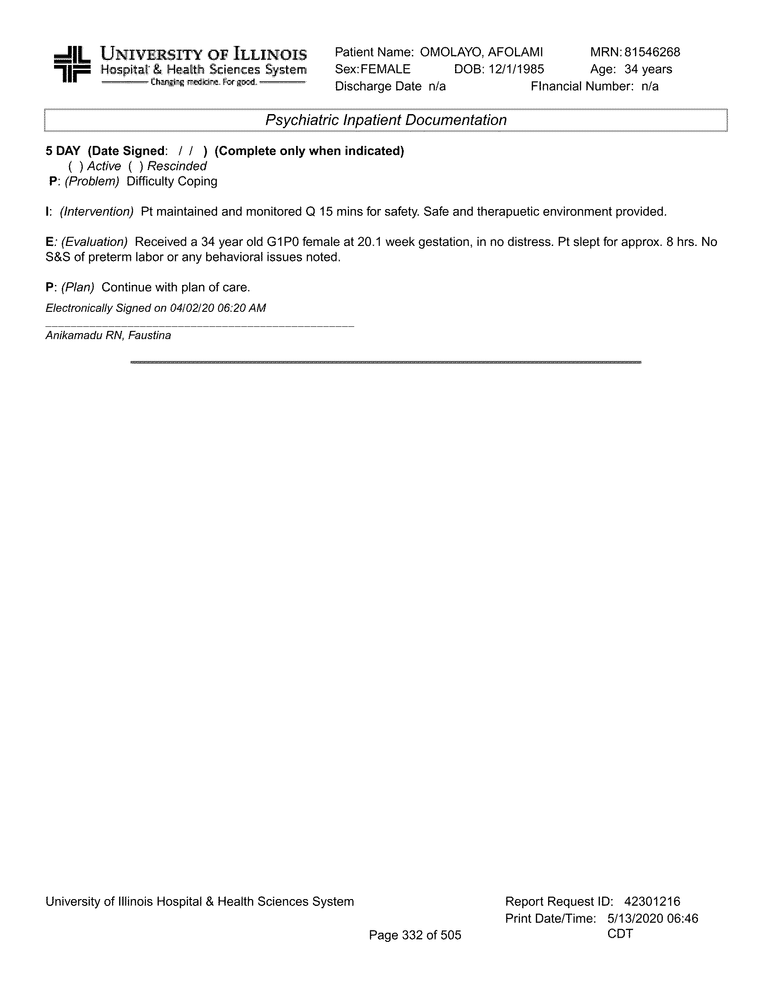 UNIVERSITY OF ILLINOIS
Hospital & Health Sciences System
Changing medicine. For good.
Patient Name: OMOLAYO, AFOLAMI MRN: 81546268
Sex: FEMALE DOB: 12/1/1985 Age: 34 years
Discharge Date n/a FInancial Number: n/a
Psychiatric Inpatient Documentation
5 DAY (Date Signed: / / ) (Complete only when indicated)
( ) Active ( ) Rescinded
P: (Problem) Difficulty Coping
I: (Intervention) Pt maintained and monitored Q 15 mins for safety. Safe and therapuetic environment provided.
E: (Evaluation) Received a 34 year old G1P0 female at 20.1 week gestation, in no distress. Pt slept for approx. 8 hrs. No
S&S of preterm labor or any behavioral issues noted.
P: (Plan) Continue with plan of care.
Electronically Signed on 04/02/20 06:20 AM
Anikamadu RN, Faustina
University of Illinois Hospital & Health Sciences System
Report Request ID: 42301216
Print Date/Time: 5/13/2020 06:46
CDT
Page 332 of 505